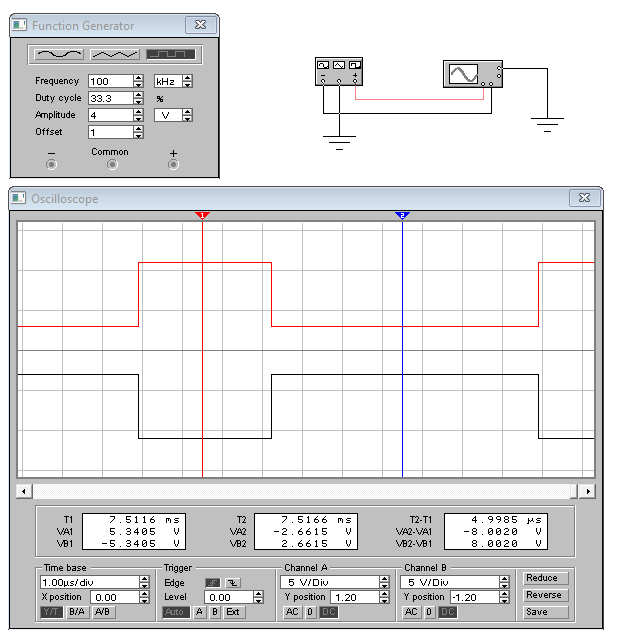 Function Generator
Frequency 100 kHz
Duty cycle 33.3 %
Amplitude 4 V
Offset 1
− Common +
− +
Oscilloscope
1 2
T1 7.5116 ms T2 7.5166 ms T2-T1 4.9985 µs
VA1 5.3405 V VA2 -2.6615 V VA2-VA1 -8.0020 V
VB1 -5.3405 V VB2 2.6615 V VB2-VB1 8.0020 V
Time base Trigger Channel A Channel B
1.00µs/div Edge 5 V/Div 5 V/Div Reduce
X position 0.00 Level 0.00 Y position 1.20 Y position -1.20 Reverse
Y/T B/A A/B Auto A B Ext AC 0 DC AC 0 DC Save